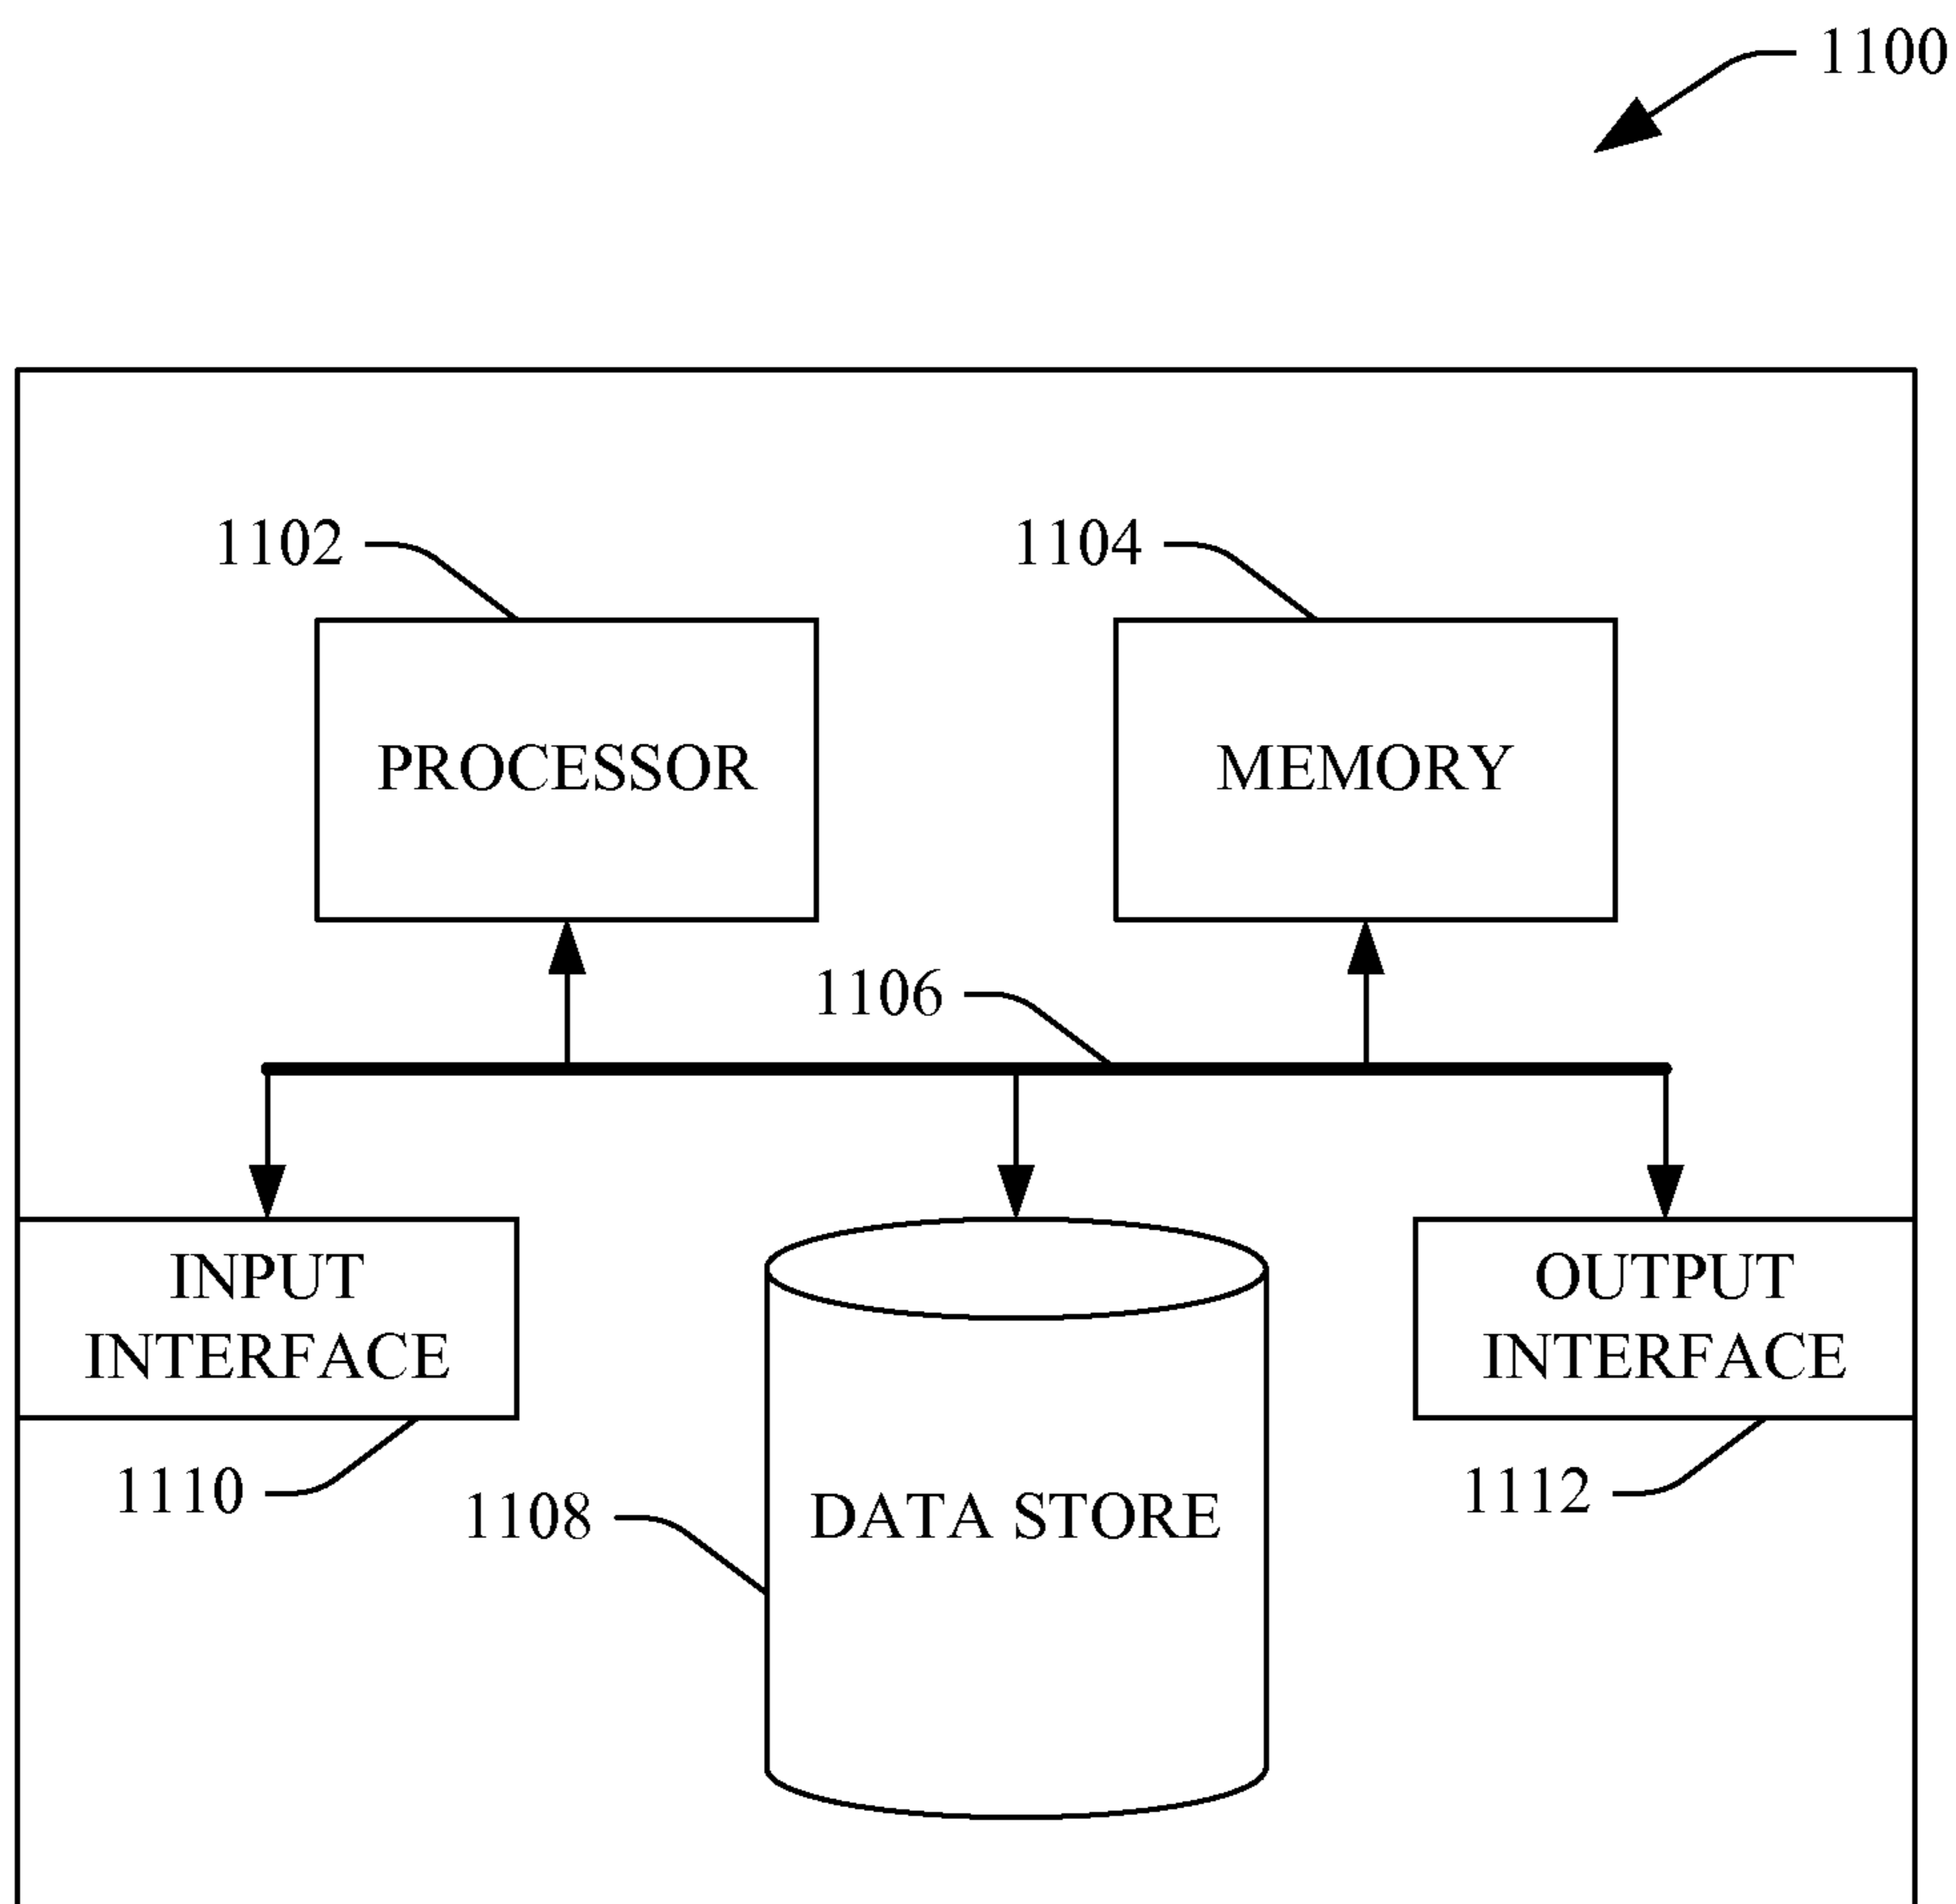 1100
1102
1104
PROCESSOR
MEMORY
1106
INPUT
INTERFACE
OUTPUT
INTERFACE
1110
1108
DATA STORE
1112